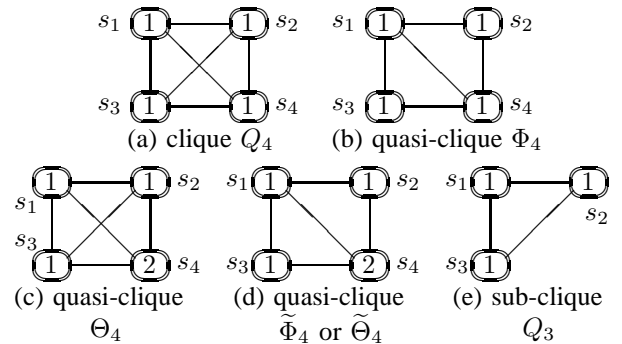 s₁ 1 1 s₂ s₁ 1 1 s₂
s₃ 1 1 s₄ s₃ 1 1 s₄
(a) clique Q₄ (b) quasi-clique Φ₄
1 1 s₂ s₁ 1 1 s₂ s₁ 1 1
s₁ s₂
s₃
1 2 s₄ s₃ 1 2 s₄ s₃ 1
(c) quasi-clique (d) quasi-clique (e) sub-clique
Θ₄ Φ̃₄ or Θ̃₄ Q₃